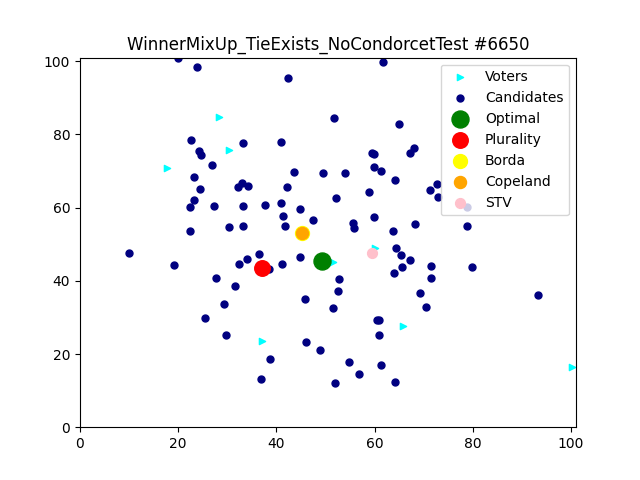 WinnerMixUp_TieExists_NoCondorcetTest #6650
100
80
60
40
20
0
0
20
40
60
80
100
Voters
Candidates
Optimal
Plurality
Borda
Copeland
STV